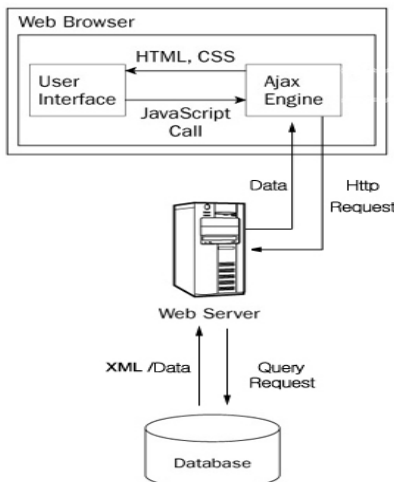 Web Browser
HTML, CSS
User
Interface
Ajax
Engine
JavaScript
Call
Data
Http
Request
Web Server
XML /Data
Query
Request
Database